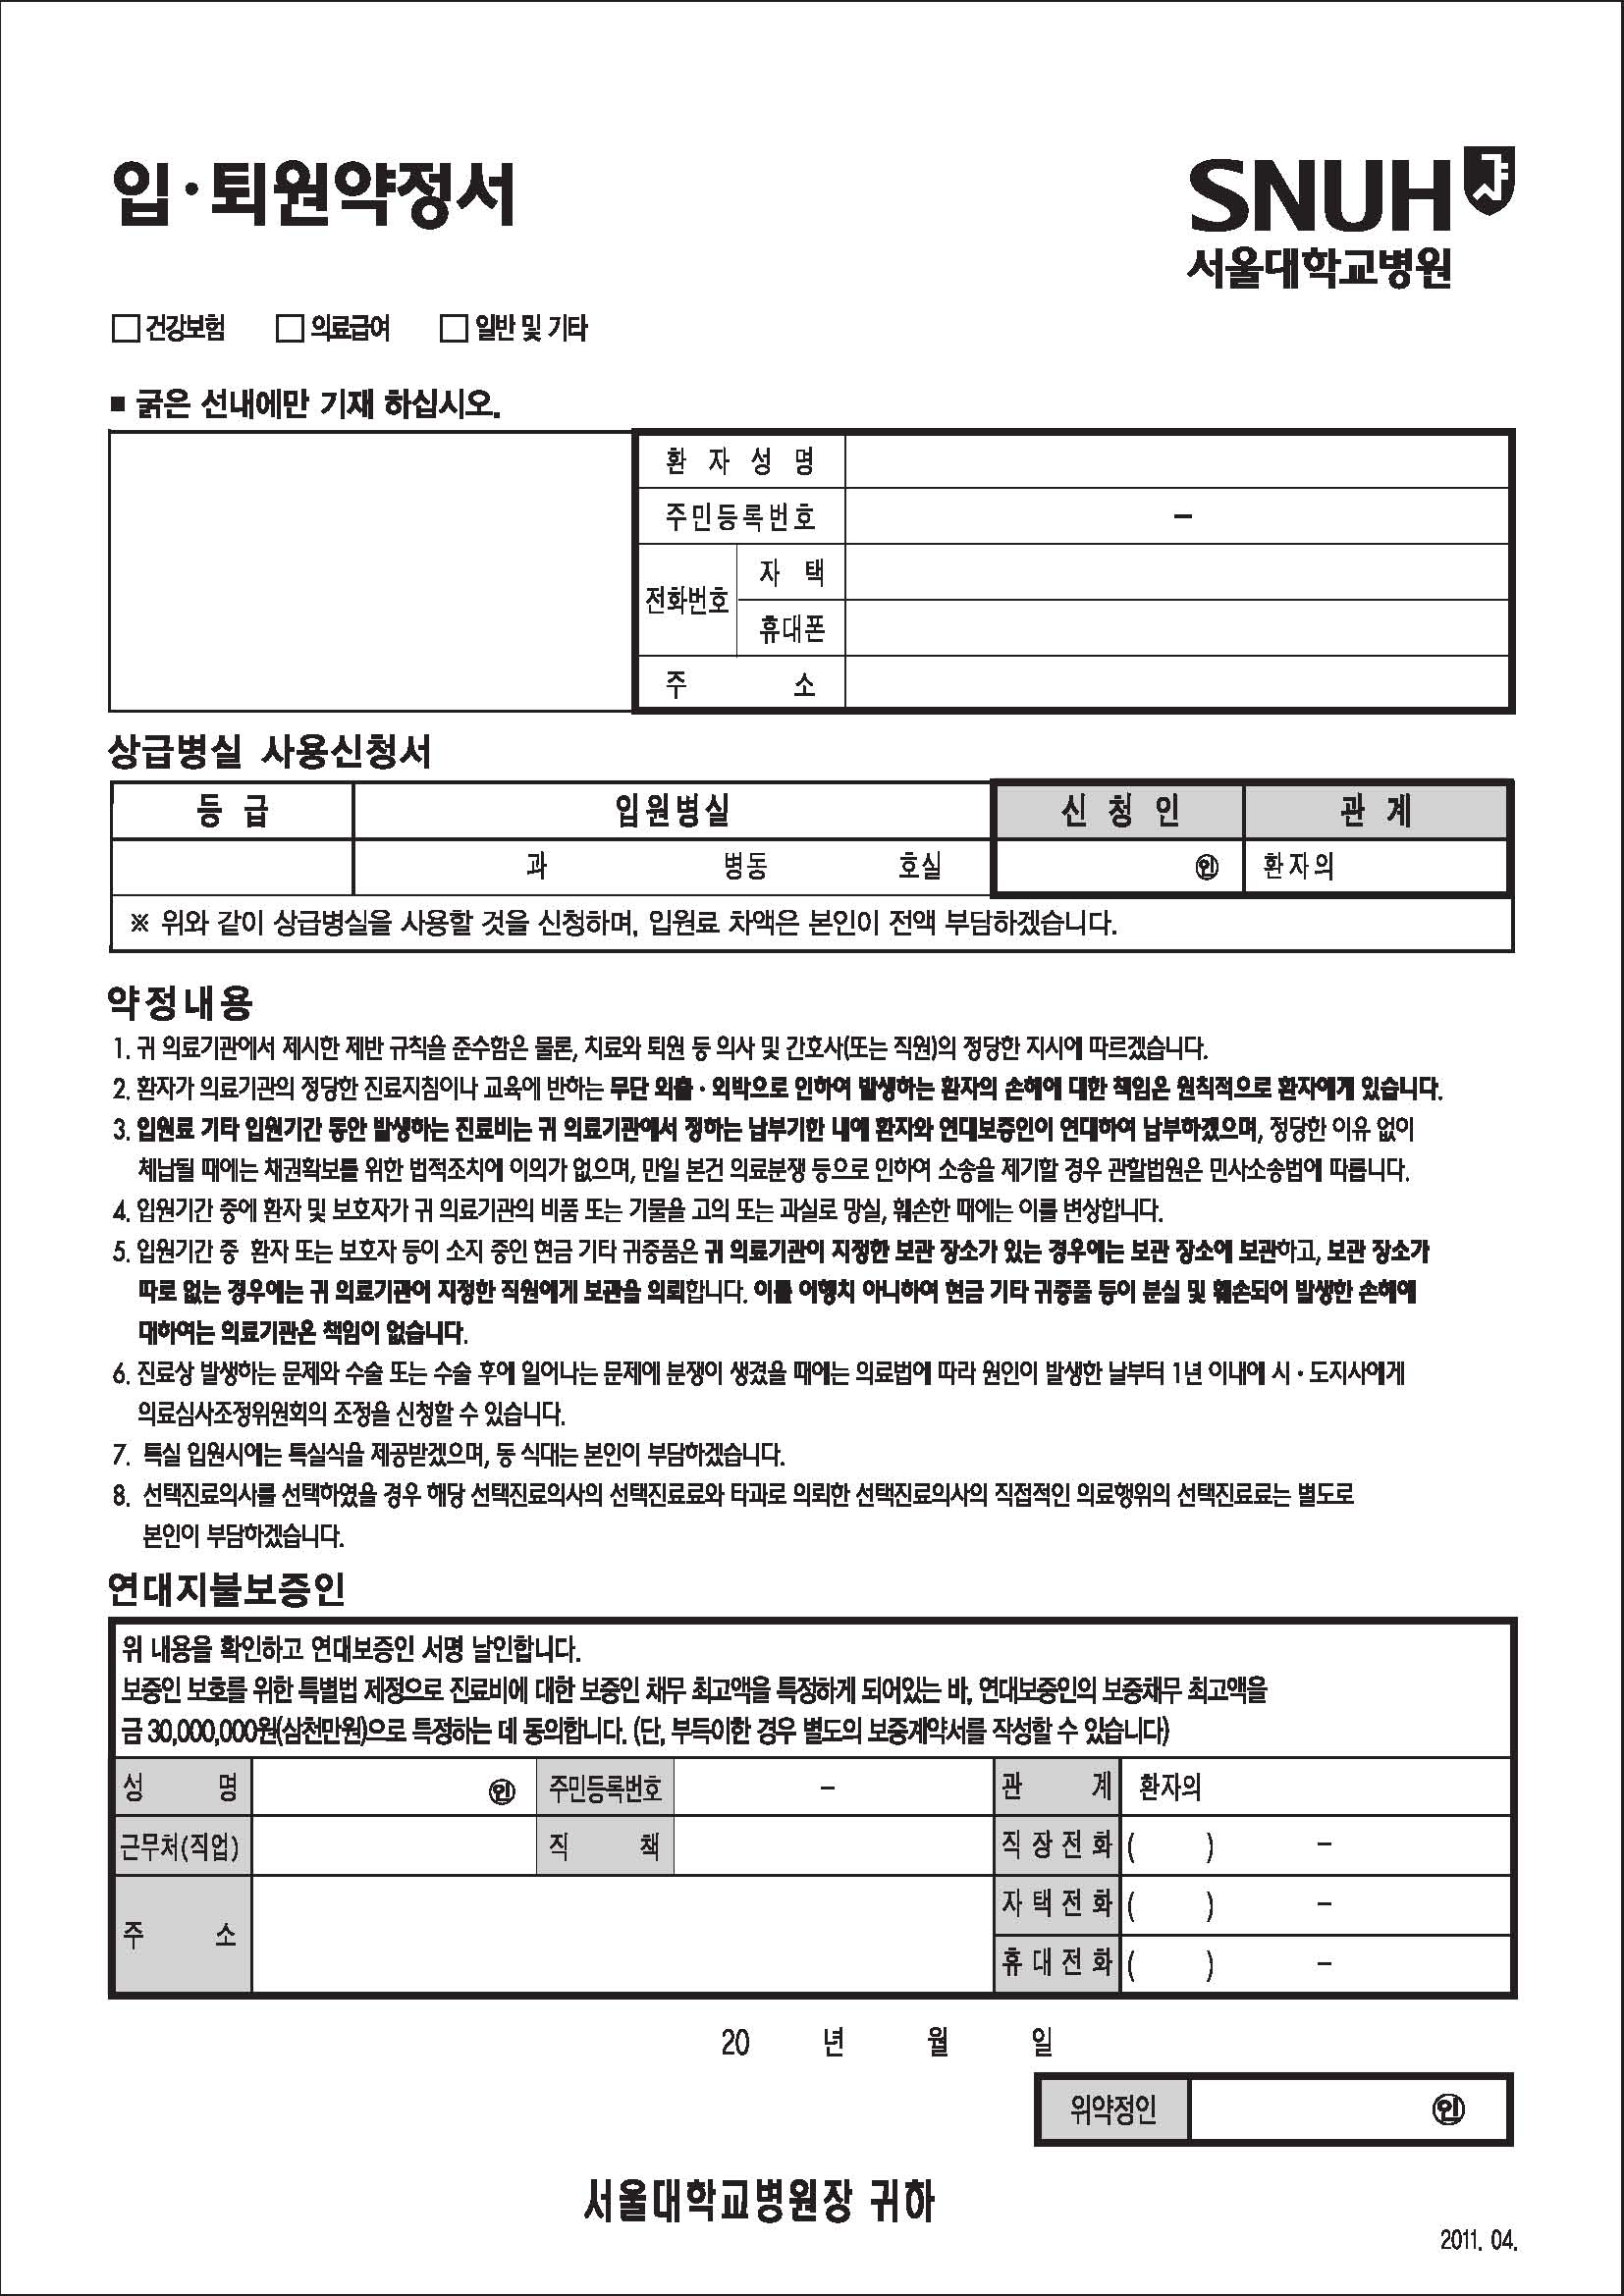 입·퇴원약정서
SNUH
서울대학교병원
□ 건강보험 □ 의료급여 □ 일반 및 기타
■ 굵은 선내에만 기재 하십시오.
환 자 성 명
주민등록번호 -
전화번호 자 택
휴대폰
주 소
상급병실 사용신청서
등 급 입원병실 신 청 인 관 계
과 병동 호실 ㊞ 환자의
※ 위와 같이 상급병실을 사용할 것을 신청하며, 입원료 차액은 본인이 전액 부담하겠습니다.
약정내용
1. 귀 의료기관에서 제시한 제반 규칙을 준수함은 물론, 치료와 퇴원 등 의사 및 간호사(또는 직원)의 정당한 지시에 따르겠습니다.
2. 환자가 의료기관의 정당한 진료지침이나 교육에 반하는 무단 외출·외박으로 인하여 발생하는 환자의 손해에 대한 책임은 원칙적으로 환자에게 있습니다.
3. 입원료 기타 입원기간 동안 발생하는 진료비는 귀 의료기관에서 정하는 납부기한 내에 환자와 연대보증인이 연대하여 납부하겠으며, 정당한 이유 없이
체납될 때에는 채권확보를 위한 법적조치에 이의가 없으며, 만일 본건 의료분쟁 등으로 인하여 소송을 제기할 경우 관할법원은 민사소송법에 따릅니다.
4. 입원기간 중에 환자 및 보호자가 귀 의료기관의 비품 또는 기물을 고의 또는 과실로 망실, 훼손한 때에는 이를 변상합니다.
5. 입원기간 중 환자 또는 보호자 등이 소지 중인 현금 기타 귀중품은 귀 의료기관이 지정한 보관 장소가 있는 경우에는 보관 장소에 보관하고, 보관 장소가
따로 없는 경우에는 귀 의료기관이 지정한 직원에게 보관을 의뢰합니다. 이를 이행치 아니하여 현금 기타 귀중품 등이 분실 및 훼손되어 발생한 손해에
대하여는 의료기관은 책임이 없습니다.
6. 진료상 발생하는 문제와 수술 또는 수술 후에 일어나는 문제에 분쟁이 생겼을 때에는 의료법에 따라 원인이 발생한 날부터 1년 이내에 시·도지사에게
의료심사조정위원회의 조정을 신청할 수 있습니다.
7. 특실 입원시에는 특실식을 제공받겠으며, 동 식대는 본인이 부담하겠습니다.
8. 선택진료의사를 선택하였을 경우 해당 선택진료의사의 선택진료료와 타과로 의뢰한 선택진료의사의 직접적인 의료행위의 선택진료료는 별도로
본인이 부담하겠습니다.
연대지불보증인
위 내용을 확인하고 연대보증인 서명 날인합니다.
보증인 보호를 위한 특별법 제정으로 진료비에 대한 보증인 채무 최고액을 특정하게 되어있는 바, 연대보증인의 보증채무 최고액을
금 30,000,000원(삼천만원)으로 특정하는 데 동의합니다. (단, 부득이한 경우 별도의 보증계약서를 작성할 수 있습니다)
성 명 ㊞ 주민등록번호 - 관 계 환자의
근무처(직업) 직 책 직장전화 ( ) -
주 소 자택전화 ( ) -
휴대전화 ( ) -
20 년 월 일
위약정인 ㊞
서울대학교병원장 귀하
2011. 04.